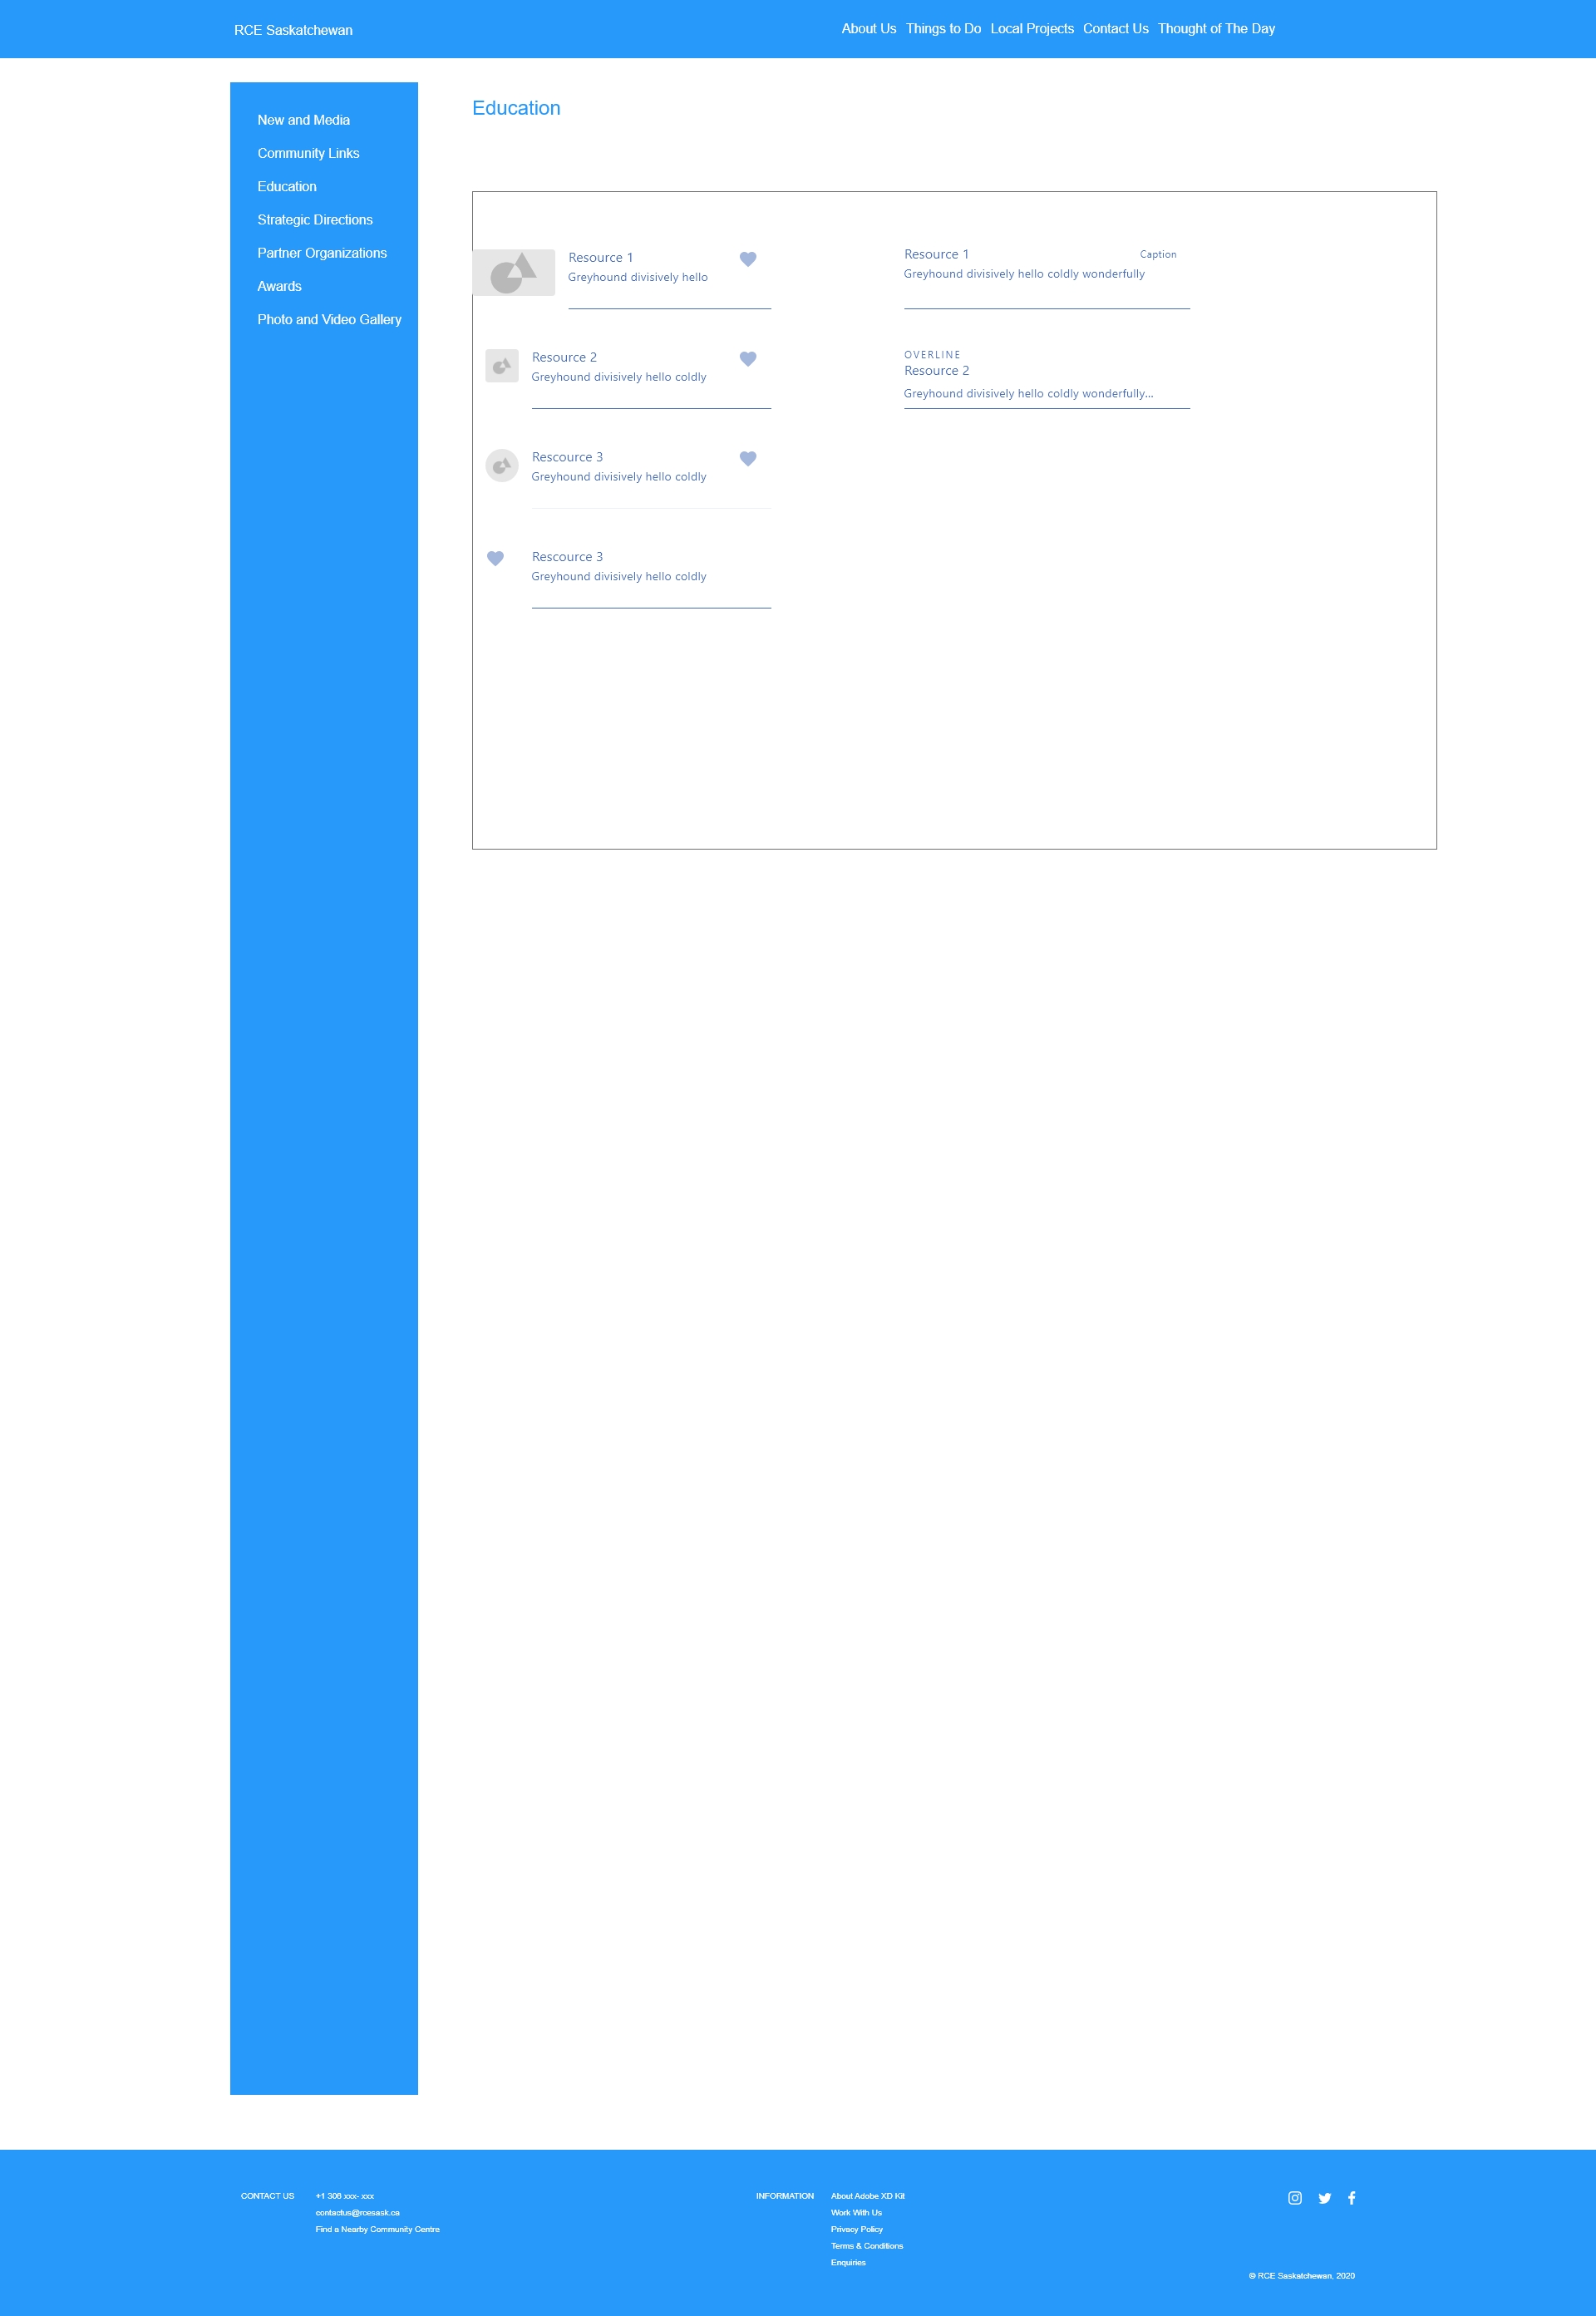 RCE Saskatchewan
About Us Things to Do Local Projects Contact Us Thought of The Day
New and Media
Community Links
Education
Strategic Directions
Partner Organizations
Awards
Photo and Video Gallery
Education
Resource 1
Greyhound divisively hello
Resource 2
Greyhound divisively hello coldly
Rescource 3
Greyhound divisively hello coldly
Rescource 3
Greyhound divisively hello coldly
Resource 1 Caption
Greyhound divisively hello coldly wonderfully
OVERLINE
Resource 2
Greyhound divisively hello coldly wonderfully...
CONTACT US
+1 306 xxx- xxx
contactus@rcesask.ca
Find a Nearby Community Centre
INFORMATION
About Adobe XD Kit
Work With Us
Privacy Policy
Terms & Conditions
Enquiries
© RCE Saskatchewan, 2020